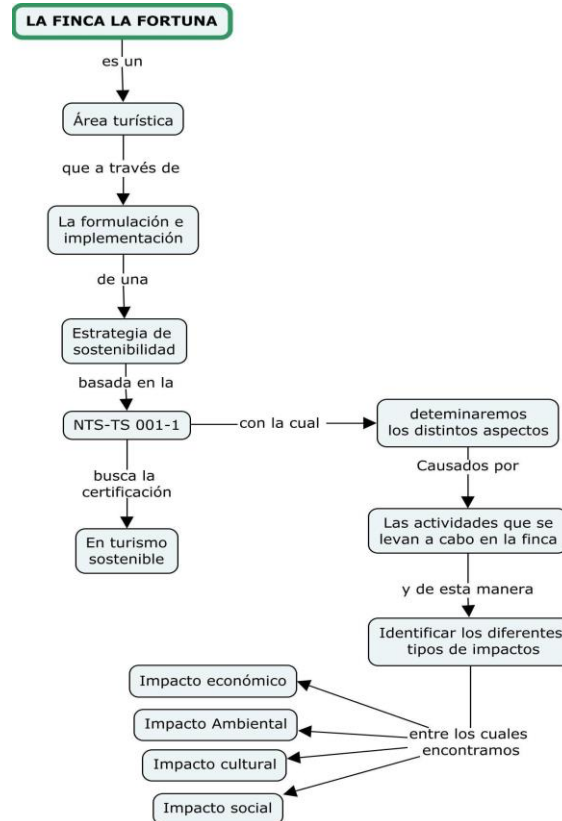 LA FINCA LA FORTUNA
es un
Área turística
que a través de
La formulación e
implementación
de una
Estrategia de
sostenibilidad
basada en la
NTS-TS 001-1
busca la
certificación
En turismo
sostenible
con la cual
deteminaremos
los distintos aspectos
Causados por
Las actividades que se
levan a cabo en la finca
y de esta manera
Identificar los diferentes
tipos de impactos
entre los cuales
encontramos
Impacto económico
Impacto Ambiental
Impacto cultural
Impacto social